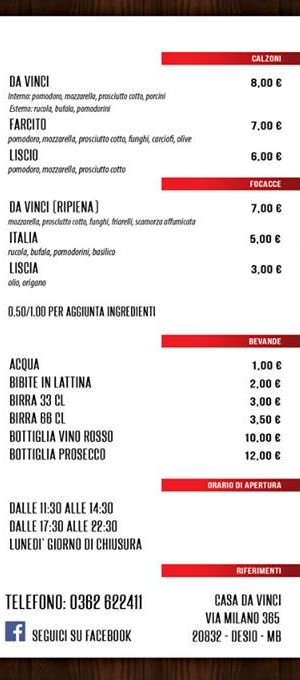 CALZONI
DA VINCI 8,00 €
Interno: pomodoro, mozzarella, prosciutto cotto, porcini
Esterno: rucola, bufala, pomodorini
FARCITO 7,00 €
pomodoro, mozzarella, prosciutto cotto, funghi, carciofi, olive
LISCIO 6,00 €
pomodoro, mozzarella, prosciutto cotto
FOCACCE
DA VINCI (RIPIENA) 7,00 €
mozzarella, prosciutto cotto, funghi, friarelli, scamorza affumicata
ITALIA 5,00 €
rucola, bufala, pomodorini, basilico
LISCIA 3,00 €
olio, origano
0.50/1.00 PER AGGIUNTA INGREDIENTI
BEVANDE
ACQUA 1,00 €
BIBITE IN LATTINA 2,00 €
BIRRA 33 CL 3,00 €
BIRRA 66 CL 3,50 €
BOTTIGLIA VINO ROSSO 10,00 €
BOTTIGLIA PROSECCO 12,00 €
ORARIO DI APERTURA
DALLE 11:30 ALLE 14:30
DALLE 17:30 ALLE 22:30
LUNEDI' GIORNO DI CHIUSURA
RIFERIMENTI
TELEFONO: 0362 622411
SEGUICI SU FACEBOOK
CASA DA VINCI
VIA MILANO 365
20832 - DESIO - MB